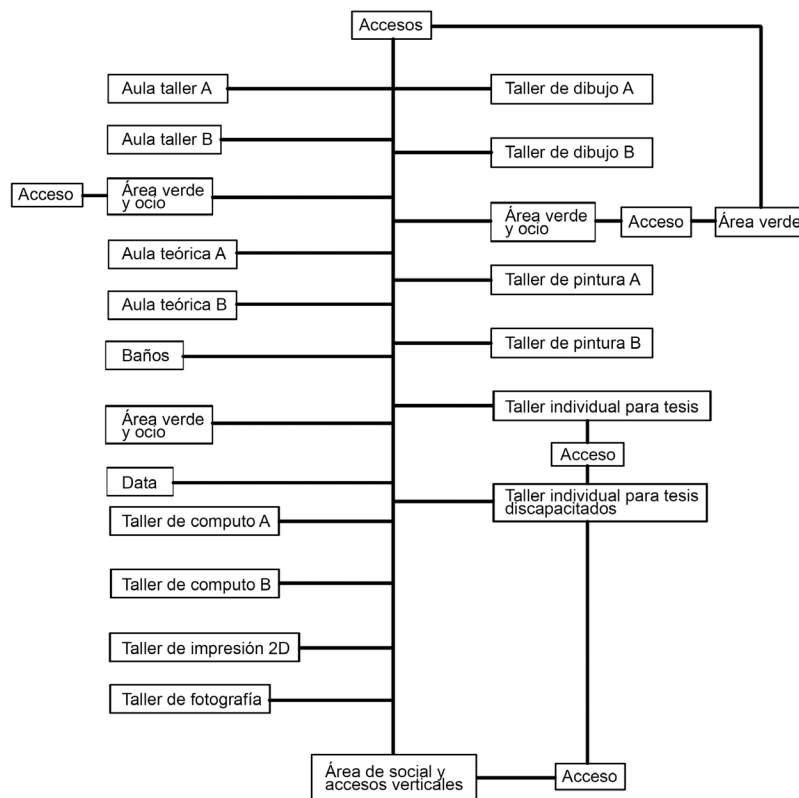 Accesos
Aula taller A
Taller de dibujo A
Aula taller B
Taller de dibujo B
Acceso
Área verde
y ocio
Área verde
y ocio
Acceso
Área verde
Aula teórica A
Taller de pintura A
Aula teórica B
Baños
Taller de pintura B
Área verde
y ocio
Taller individual para tesis
Acceso
Data
Taller individual para tesis
discapacitados
Taller de computo A
Taller de computo B
Taller de impresión 2D
Taller de fotografía
Área de social y
accesos verticales
Acceso